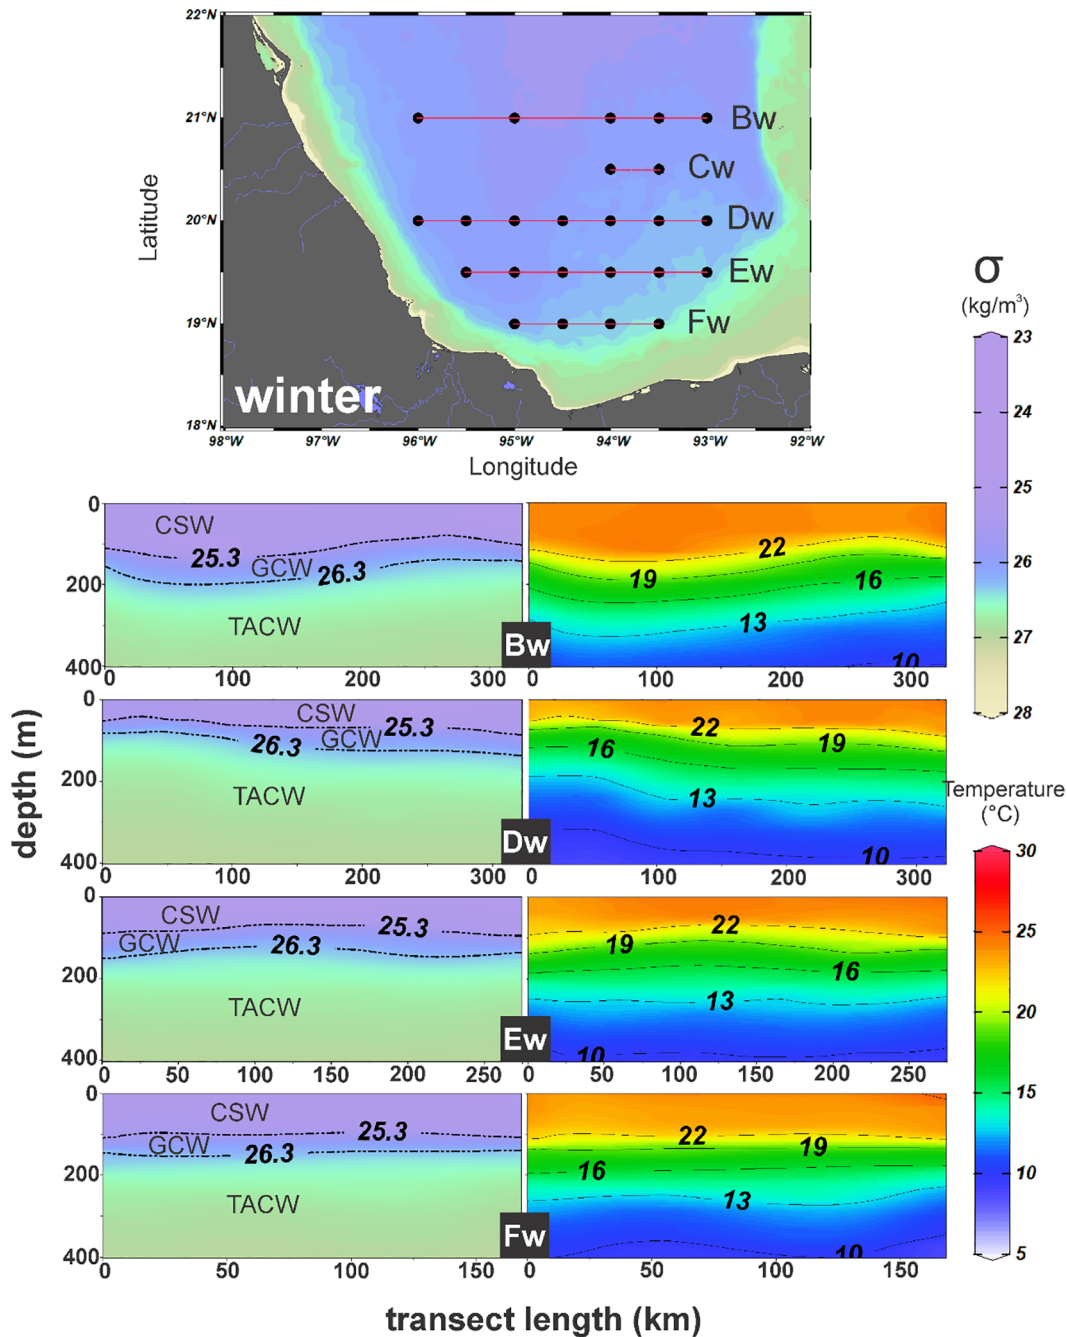 22°N
21°N
20°N
19°N
18°N
Latitude
Bw
Cw
Dw
Ew
Fw
winter
98°W 97°W 96°W 95°W 94°W 93°W 92°W
Longitude
σ
(kg/m³)
23
24
25
26
27
28
Temperature
(°C)
30
25
20
15
10
5
depth (m)
0
200
400
CSW
25.3
GCW
26.3
TACW
Bw
100 200 300
22
19
16
13
10
0 100 200 300
0
200
400
CSW
25.3
GCW
26.3
TACW
Dw
100 200 300
22
19
16
13
10
0 100 200 300
0
200
400
CSW
25.3
GCW
26.3
TACW
Ew
0 50 100 150 200 250
22
19
16
13
10
0 50 100 150 200 250
0
200
400
CSW
25.3
GCW
26.3
TACW
Fw
0 50 100 150
22
19
16
13
10
0 50 100 150
transect length (km)